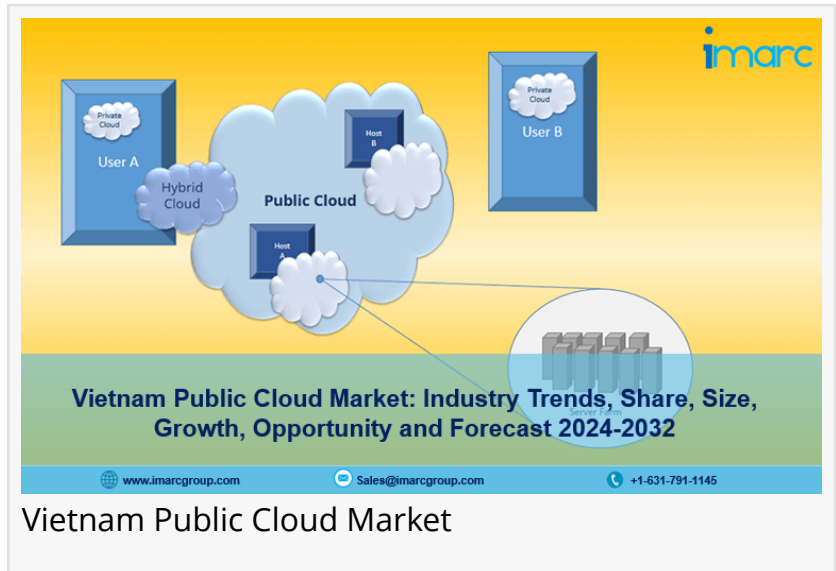 imarc
Private
Cloud
User A
Hybrid
Cloud
Public Cloud
Host
B
Host
A
Private
Cloud
User B
Server Farm
Vietnam Public Cloud Market: Industry Trends, Share, Size,
Growth, Opportunity and Forecast 2024-2032
www.imarcgroup.com
Sales@imarcgroup.com
+1-631-791-1145
Vietnam Public Cloud Market